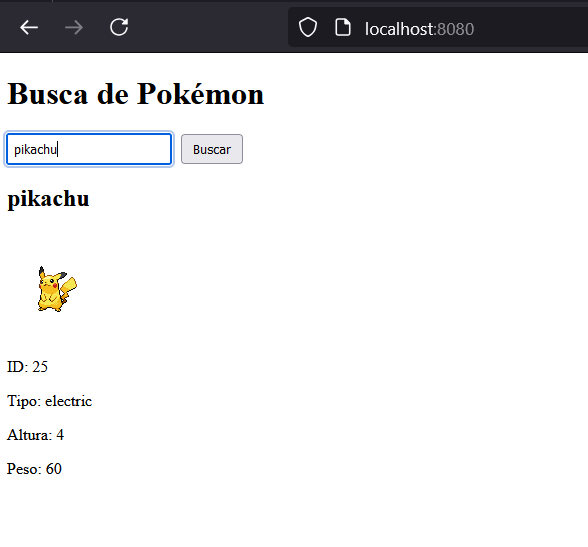 localhost:8080
Busca de Pokémon
pikachu
Buscar
pikachu
ID: 25
Tipo: electric
Altura: 4
Peso: 60